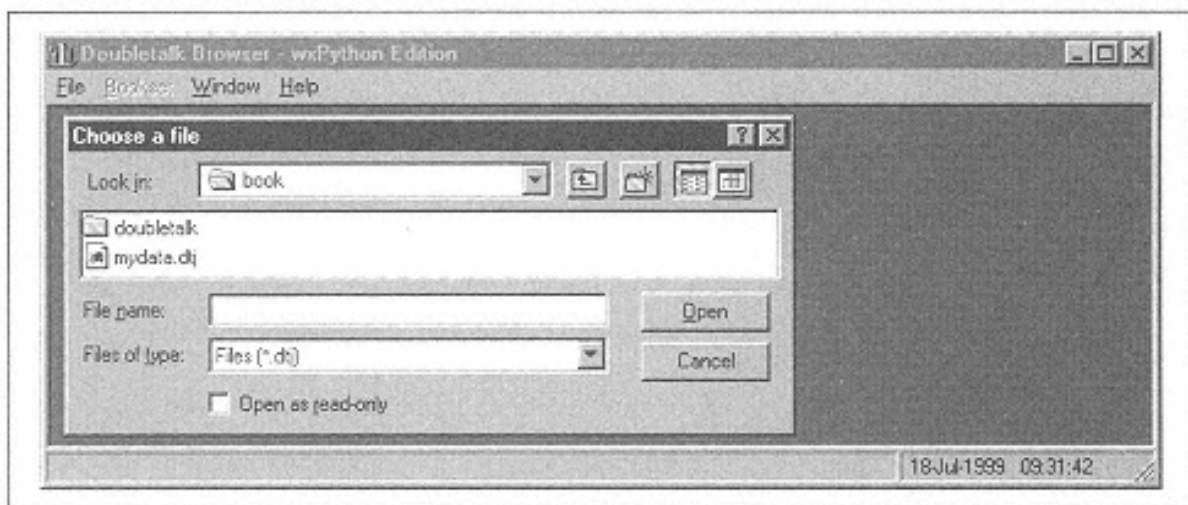 Doubletalk Browser - wxPython Edition
File Bookset Window Help
Choose a file
Look in: book
doubletalk
mydata.dtj
File name: Open
Files of type: Files (*.dtj) Cancel
Open as read-only
18-Jul-1999 09:31:42